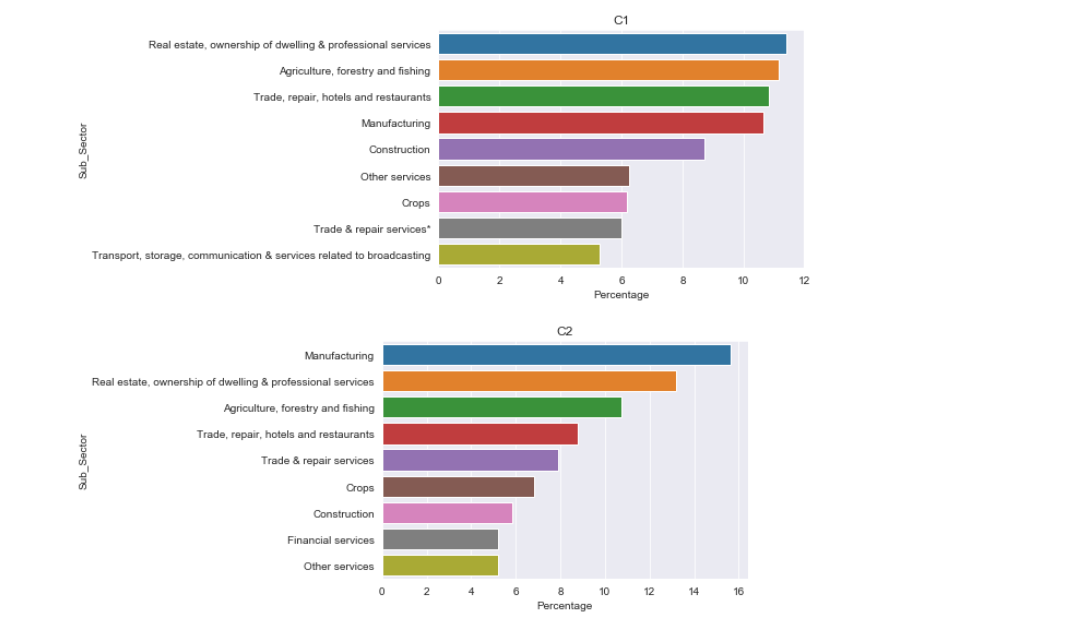 C1
Sub_Sector
Real estate, ownership of dwelling & professional services
Agriculture, forestry and fishing
Trade, repair, hotels and restaurants
Manufacturing
Construction
Other services
Crops
Trade & repair services*
Transport, storage, communication & services related to broadcasting
0 2 4 6 8 10 12
Percentage
C2
Sub_Sector
Manufacturing
Real estate, ownership of dwelling & professional services
Agriculture, forestry and fishing
Trade, repair, hotels and restaurants
Trade & repair services
Crops
Construction
Financial services
Other services
0 2 4 6 8 10 12 14 16
Percentage